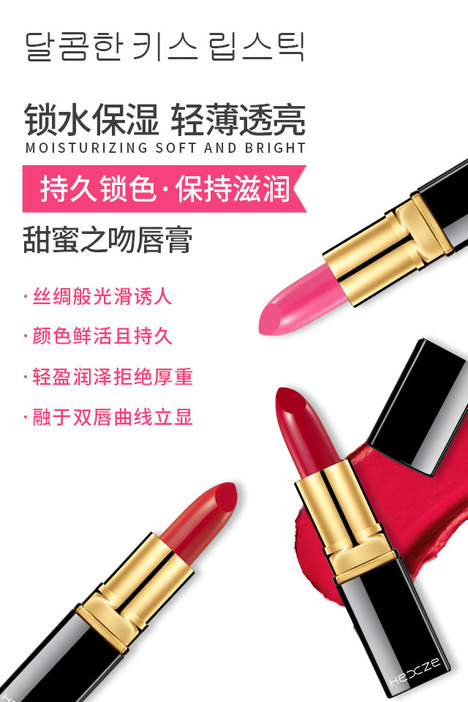 달콤한 키스 립스틱
锁水保湿 轻薄透亮
MOISTURIZING SOFT AND BRIGHT
持久锁色·保持滋润
甜蜜之吻唇膏
·丝绸般光滑诱人
·颜色鲜活且持久
·轻盈润泽拒绝厚重
·融于双唇曲线立显
HEXZE